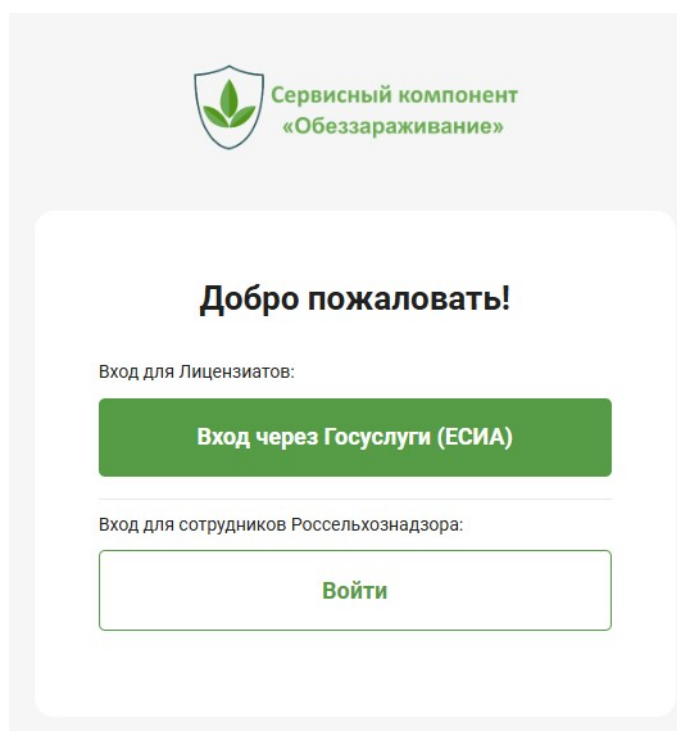 Сервисный компонент
«Обеззараживание»
Добро пожаловать!
Вход для Лицензиатов:
Вход через Госуслуги (ЕСИА)
Вход для сотрудников Россельхознадзора:
Войти